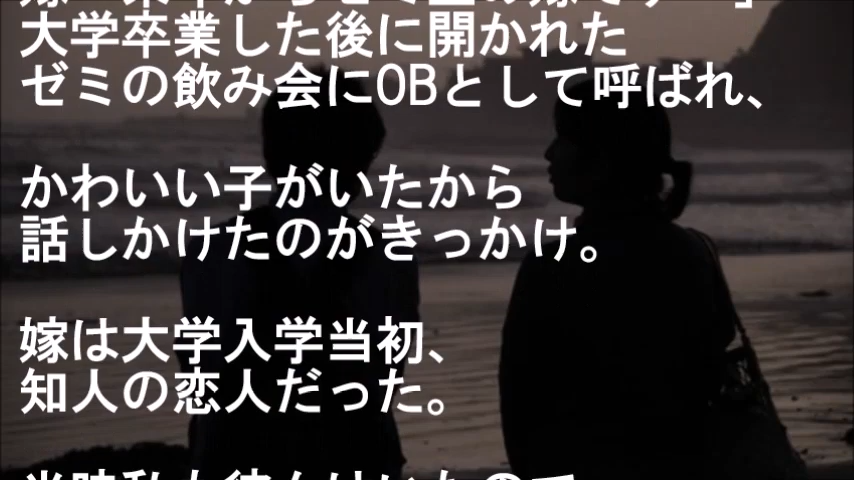 大学卒業した後に開かれた
ゼミの飲み会にOBとして呼ばれ、
かわいい子がいたから
話しかけたのがきっかけ。
嫁は大学入学当初、
知人の恋人だった。